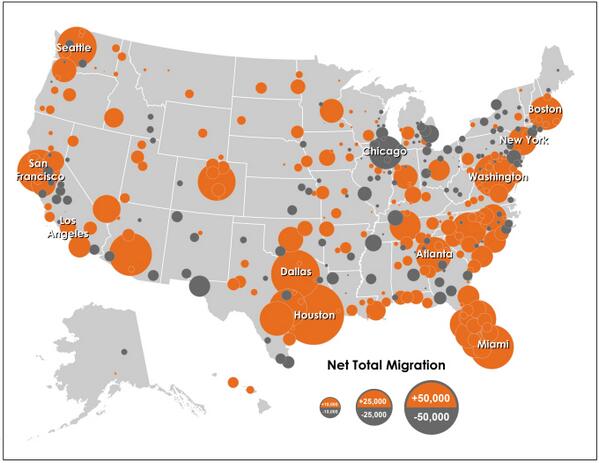 Seattle
Boston
New York
Chicago
San
Francisco
Washington
Los
Angeles
Atlanta
Dallas
Houston
Miami
Net Total Migration
+10,000
-10,000
+25,000
-25,000
+50,000
-50,000